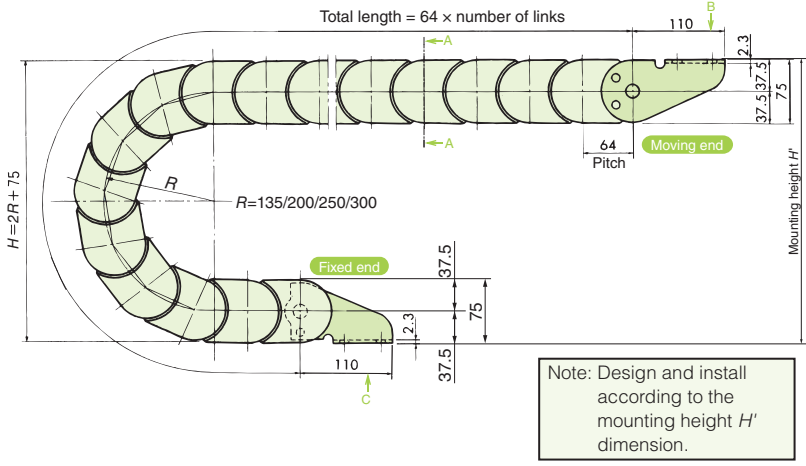 Total length = 64 × number of links
110
B
A
2.3
37.5
37.5
75
A
64
Pitch
Moving end
Mounting height H'
H=2R+75
R
R=135/200/250/300
Fixed end
37.5
75
2.3
37.5
110
C
Note: Design and install
according to the
mounting height H'
dimension.